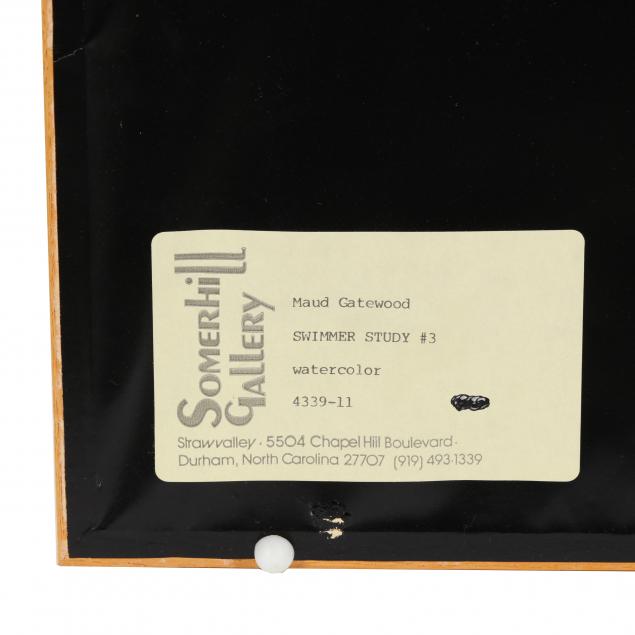 SOMERHILL
GALLERY
Maud Gatewood
SWIMMER STUDY #3
watercolor
4339-11
Strawvalley · 5504 Chapel Hill Boulevard ·
Durham, North Carolina 27707 (919) 493-1339